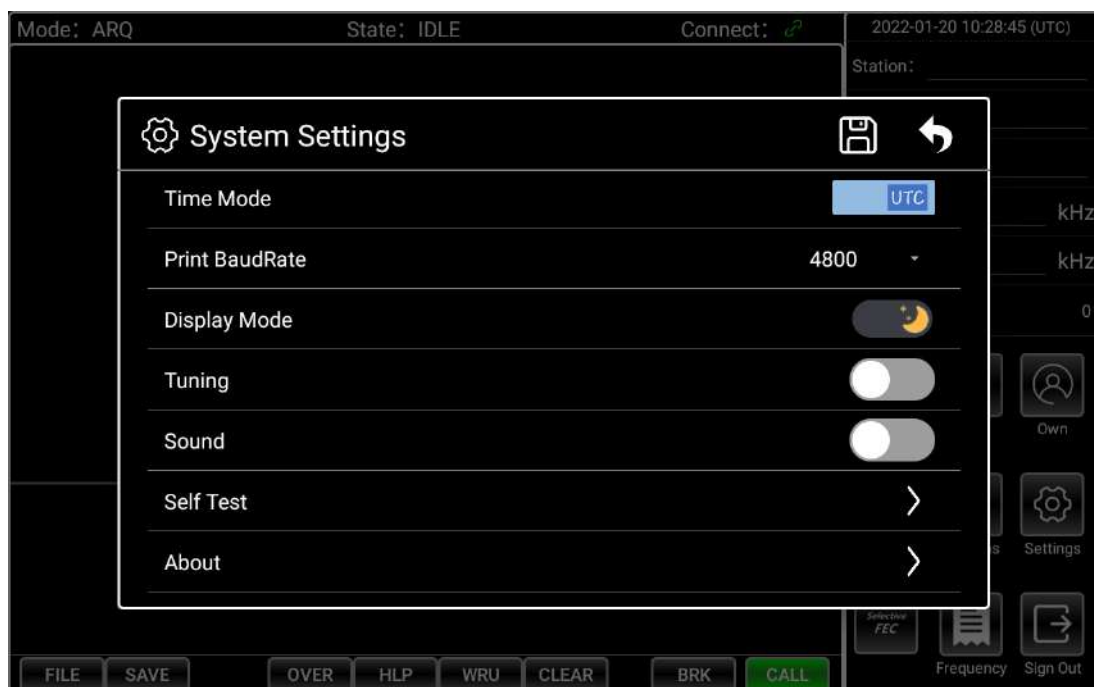 Mode: ARQ State: IDLE Connect:
2022-01-20 10:28:45 (UTC)
Station:
System Settings
Time Mode UTC
kHz
Print BaudRate 4800
kHz
Display Mode
0
Tuning
Sound
Own
Self Test
About
s
Settings
Selective
FEC
Frequency
Sign Out
FILE SAVE OVER HLP WRU CLEAR BRK CALL